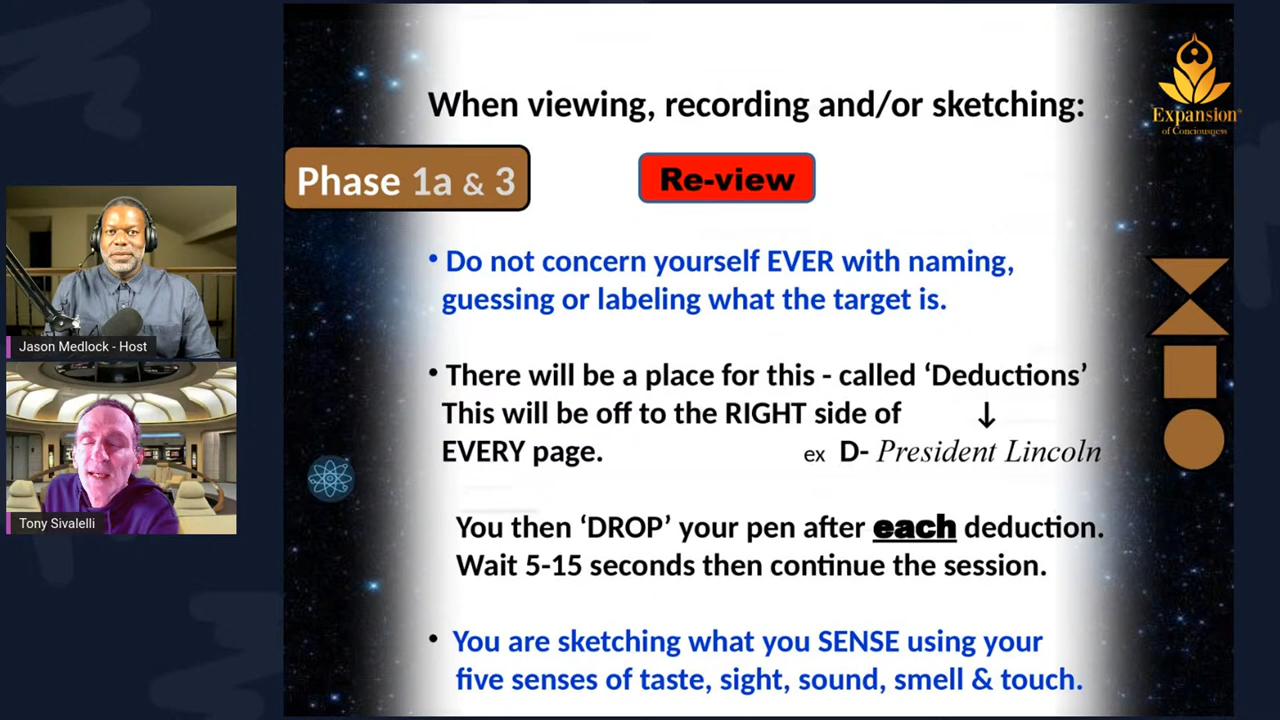 When viewing, recording and/or sketching:
Expansion
of Conciousness
Phase 1a & 3
Re-view
• Do not concern yourself EVER with naming,
guessing or labeling what the target is.
• There will be a place for this - called ‘Deductions’
This will be off to the RIGHT side of ↓
EVERY page. ex D- President Lincoln
You then ‘DROP’ your pen after each deduction.
Wait 5-15 seconds then continue the session.
• You are sketching what you SENSE using your
five senses of taste, sight, sound, smell & touch.
Jason Medlock - Host
Tony Sivalelli